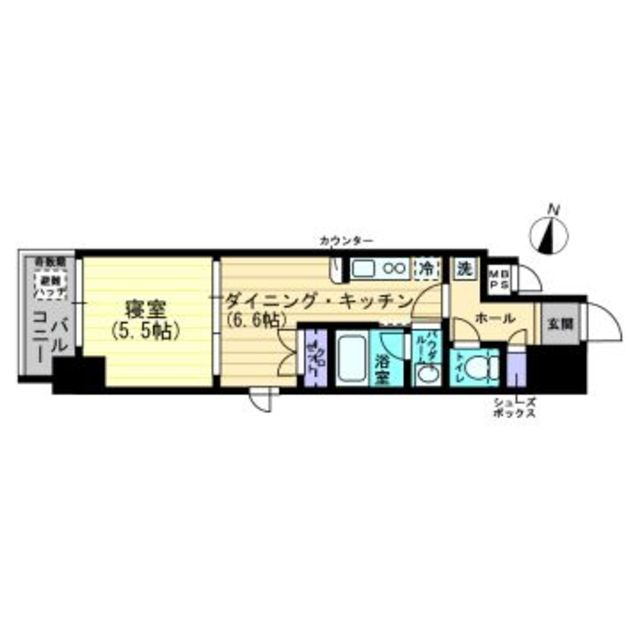 N
カウンター
避難
ハッチ
バル
コニー
寝室
(5.5帖)
ダイニング・キッチン
(6.6帖)
冷
洗
MB
PS
ホール
玄関
クロ
ゼット
浴室
パウダー
ルーム
トイレ
シューズ
ボックス